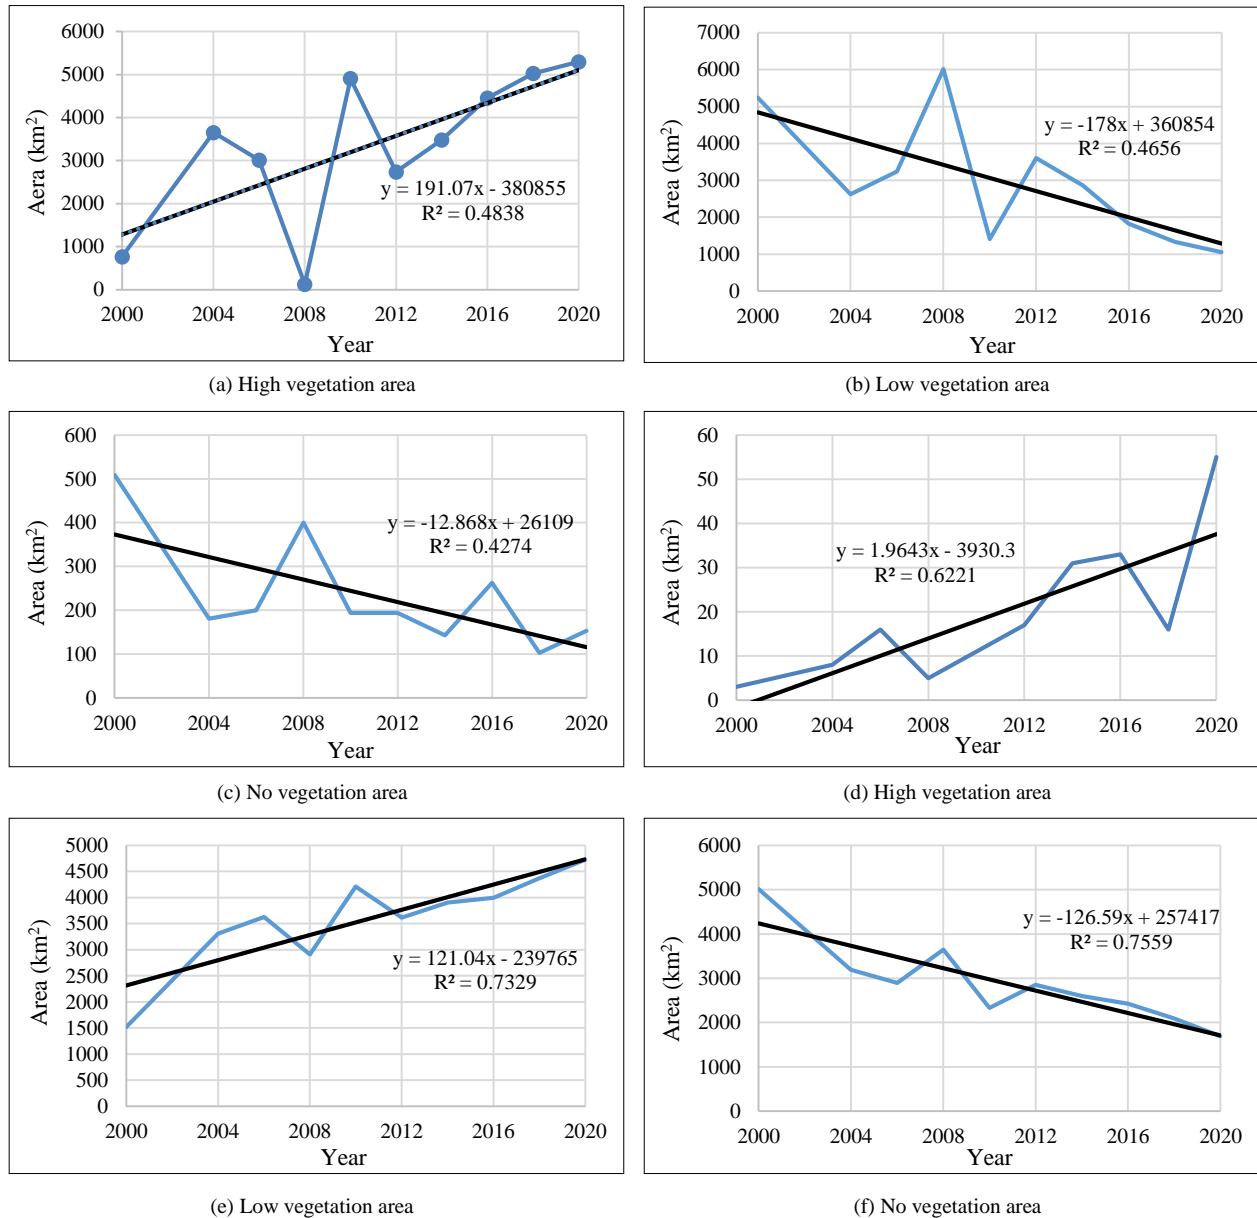 6000
5000
4000
3000
2000
1000
0
Aera (km²)
y = 191.07x - 380855
R² = 0.4838
2000 2004 2008 2012 2016 2020
Year
(a) High vegetation area
7000
6000
5000
4000
3000
2000
1000
0
Area (km²)
y = -178x + 360854
R² = 0.4656
2000 2004 2008 2012 2016 2020
Year
(b) Low vegetation area
600
500
400
300
200
100
0
Area (km²)
y = -12.868x + 26109
R² = 0.4274
2000 2004 2008 2012 2016 2020
Year
(c) No vegetation area
60
50
40
30
20
10
0
Area (km²)
y = 1.9643x - 3930.3
R² = 0.6221
2000 2004 2008 2012 2016 2020
Year
(d) High vegetation area
5000
4500
4000
3500
3000
2500
2000
1500
1000
500
0
Area (km²)
y = 121.04x - 239765
R² = 0.7329
2000 2004 2008 2012 2016 2020
Year
(e) Low vegetation area
6000
5000
4000
3000
2000
1000
0
Area (km²)
y = -126.59x + 257417
R² = 0.7559
2000 2004 2008 2012 2016 2020
Year
(f) No vegetation area